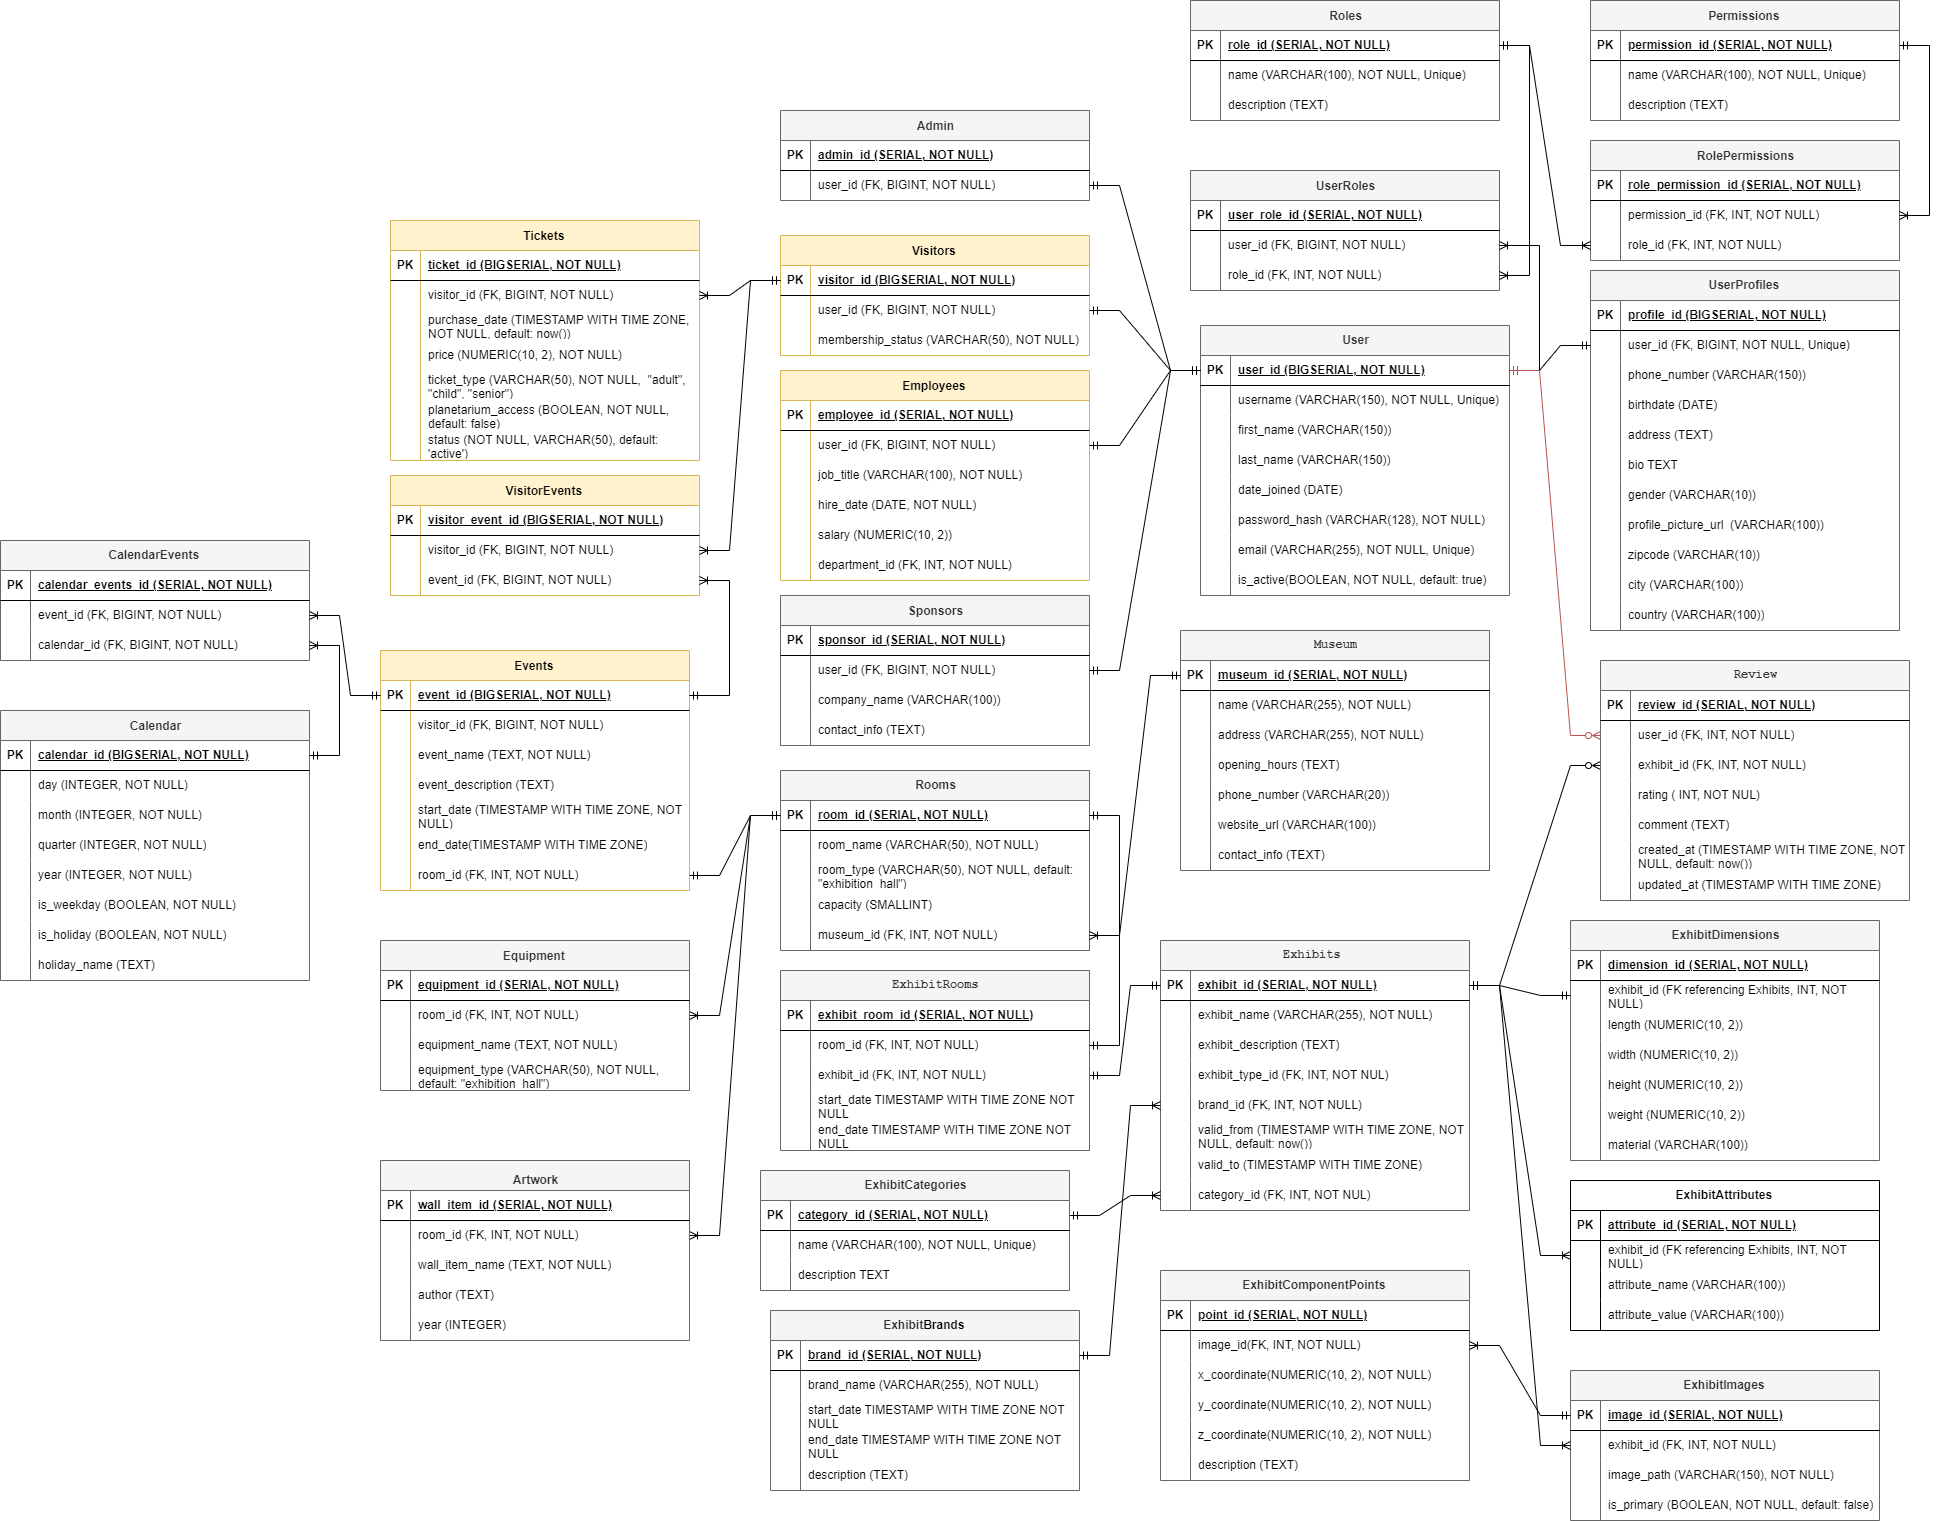 Roles
PK
role_id (SERIAL, NOT NULL)
name (VARCHAR(100), NOT NULL, Unique)
description (TEXT)
Permissions
PK
permission_id (SERIAL, NOT NULL)
name (VARCHAR(100), NOT NULL, Unique)
description (TEXT)
Admin
PK
admin_id (SERIAL, NOT NULL)
user_id (FK, BIGINT, NOT NULL)
UserRoles
PK
user_role_id (SERIAL, NOT NULL)
user_id (FK, BIGINT, NOT NULL)
role_id (FK, INT, NOT NULL)
RolePermissions
PK
role_permission_id (SERIAL, NOT NULL)
permission_id (FK, INT, NOT NULL)
role_id (FK, INT, NOT NULL)
Tickets
PK
ticket_id (BIGSERIAL, NOT NULL)
visitor_id (FK, BIGINT, NOT NULL)
purchase_date (TIMESTAMP WITH TIME ZONE,
NOT NULL, default: now())
price (NUMERIC(10, 2), NOT NULL)
ticket_type (VARCHAR(50), NOT NULL,  "adult",
"child", "senior")
planetarium_access (BOOLEAN, NOT NULL,
default: false)
status (NOT NULL, VARCHAR(50), default:
'active')
Visitors
PK
visitor_id (BIGSERIAL, NOT NULL)
user_id (FK, BIGINT, NOT NULL)
membership_status (VARCHAR(50), NOT NULL)
User
PK
user_id (BIGSERIAL, NOT NULL)
username (VARCHAR(150), NOT NULL, Unique)
first_name (VARCHAR(150))
last_name (VARCHAR(150))
date_joined (DATE)
password_hash (VARCHAR(128), NOT NULL)
email (VARCHAR(255), NOT NULL, Unique)
is_active(BOOLEAN, NOT NULL, default: true)
UserProfiles
PK
profile_id (BIGSERIAL, NOT NULL)
user_id (FK, BIGINT, NOT NULL, Unique)
phone_number (VARCHAR(150))
birthdate (DATE)
address (TEXT)
bio TEXT
gender (VARCHAR(10))
profile_picture_url  (VARCHAR(100))
zipcode (VARCHAR(10))
city (VARCHAR(100))
country (VARCHAR(100))
Employees
PK
employee_id (SERIAL, NOT NULL)
user_id (FK, BIGINT, NOT NULL)
job_title (VARCHAR(100), NOT NULL)
hire_date (DATE, NOT NULL)
salary (NUMERIC(10, 2))
department_id (FK, INT, NOT NULL)
VisitorEvents
PK
visitor_event_id (BIGSERIAL, NOT NULL)
visitor_id (FK, BIGINT, NOT NULL)
event_id (FK, BIGINT, NOT NULL)
CalendarEvents
PK
calendar_events_id (SERIAL, NOT NULL)
event_id (FK, BIGINT, NOT NULL)
calendar_id (FK, BIGINT, NOT NULL)
Sponsors
PK
sponsor_id (SERIAL, NOT NULL)
user_id (FK, BIGINT, NOT NULL)
company_name (VARCHAR(100))
contact_info (TEXT)
Events
PK
event_id (BIGSERIAL, NOT NULL)
visitor_id (FK, BIGINT, NOT NULL)
event_name (TEXT, NOT NULL)
event_description (TEXT)
start_date (TIMESTAMP WITH TIME ZONE, NOT
NULL)
end_date(TIMESTAMP WITH TIME ZONE)
room_id (FK, INT, NOT NULL)
Calendar
PK
calendar_id (BIGSERIAL, NOT NULL)
day (INTEGER, NOT NULL)
month (INTEGER, NOT NULL)
quarter (INTEGER, NOT NULL)
year (INTEGER, NOT NULL)
is_weekday (BOOLEAN, NOT NULL)
is_holiday (BOOLEAN, NOT NULL)
holiday_name (TEXT)
Museum
PK
museum_id (SERIAL, NOT NULL)
name (VARCHAR(255), NOT NULL)
address (VARCHAR(255), NOT NULL)
opening_hours (TEXT)
phone_number (VARCHAR(20))
website_url (VARCHAR(100))
contact_info (TEXT)
Review
PK
review_id (SERIAL, NOT NULL)
user_id (FK, INT, NOT NULL)
exhibit_id (FK, INT, NOT NULL)
rating ( INT, NOT NUL)
comment (TEXT)
created_at (TIMESTAMP WITH TIME ZONE, NOT
NULL, default: now())
updated_at (TIMESTAMP WITH TIME ZONE)
Rooms
PK
room_id (SERIAL, NOT NULL)
room_name (VARCHAR(50), NOT NULL)
room_type (VARCHAR(50), NOT NULL, default:
"exhibition_hall")
capacity (SMALLINT)
museum_id (FK, INT, NOT NULL)
Equipment
PK
equipment_id (SERIAL, NOT NULL)
room_id (FK, INT, NOT NULL)
equipment_name (TEXT, NOT NULL)
equipment_type (VARCHAR(50), NOT NULL,
default: "exhibition_hall")
ExhibitRooms
PK
exhibit_room_id (SERIAL, NOT NULL)
room_id (FK, INT, NOT NULL)
exhibit_id (FK, INT, NOT NULL)
start_date TIMESTAMP WITH TIME ZONE NOT
NULL
end_date TIMESTAMP WITH TIME ZONE NOT
NULL
Exhibits
PK
exhibit_id (SERIAL, NOT NULL)
exhibit_name (VARCHAR(255), NOT NULL)
exhibit_description (TEXT)
exhibit_type_id (FK, INT, NOT NUL)
brand_id (FK, INT, NOT NULL)
valid_from (TIMESTAMP WITH TIME ZONE, NOT
NULL, default: now())
valid_to (TIMESTAMP WITH TIME ZONE)
category_id (FK, INT, NOT NUL)
ExhibitDimensions
PK
dimension_id (SERIAL, NOT NULL)
exhibit_id (FK referencing Exhibits, INT, NOT
NULL)
length (NUMERIC(10, 2))
width (NUMERIC(10, 2))
height (NUMERIC(10, 2))
weight (NUMERIC(10, 2))
material (VARCHAR(100))
Artwork
PK
wall_item_id (SERIAL, NOT NULL)
room_id (FK, INT, NOT NULL)
wall_item_name (TEXT, NOT NULL)
author (TEXT)
year (INTEGER)
ExhibitCategories
PK
category_id (SERIAL, NOT NULL)
name (VARCHAR(100), NOT NULL, Unique)
description TEXT
ExhibitAttributes
PK
attribute_id (SERIAL, NOT NULL)
exhibit_id (FK referencing Exhibits, INT, NOT
NULL)
attribute_name (VARCHAR(100))
attribute_value (VARCHAR(100))
ExhibitBrands
PK
brand_id (SERIAL, NOT NULL)
brand_name (VARCHAR(255), NOT NULL)
start_date TIMESTAMP WITH TIME ZONE NOT
NULL
end_date TIMESTAMP WITH TIME ZONE NOT
NULL
description (TEXT)
ExhibitComponentPoints
PK
point_id (SERIAL, NOT NULL)
image_id(FK, INT, NOT NULL)
x_coordinate(NUMERIC(10, 2), NOT NULL)
y_coordinate(NUMERIC(10, 2), NOT NULL)
z_coordinate(NUMERIC(10, 2), NOT NULL)
description (TEXT)
ExhibitImages
PK
image_id (SERIAL, NOT NULL)
exhibit_id (FK, INT, NOT NULL)
image_path (VARCHAR(150), NOT NULL)
is_primary (BOOLEAN, NOT NULL, default: false)